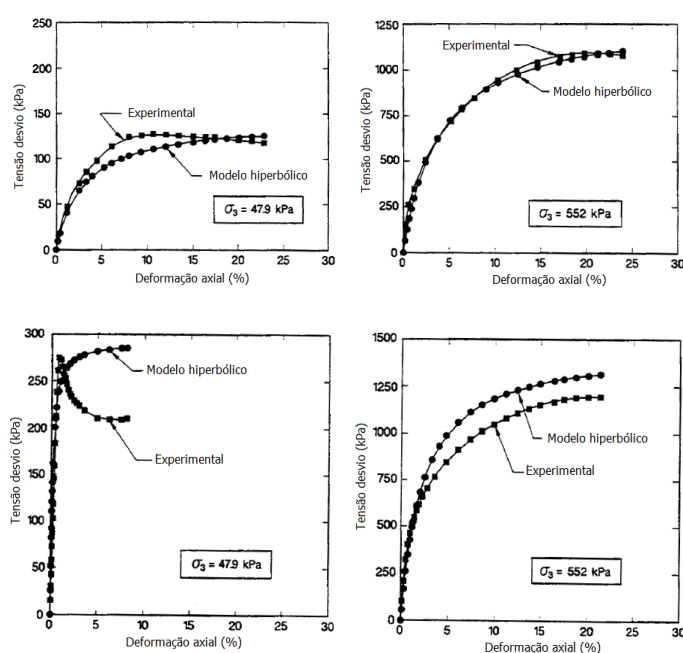 250
200
150
100
50
0
Tensão desvio (kPa)
Experimental
Modelo hiperbólico
σ3 = 47.9 kPa
0 5 10 15 20 25 30
Deformação axial (%)
1250
1000
750
500
250
0
Tensão desvio (kPa)
Experimental
Modelo hiperbólico
σ3 = 552 kPa
0 5 10 15 20 25 30
Deformação axial (%)
300
250
200
150
100
50
0
Tensão desvio (kPa)
Modelo hiperbólico
Experimental
σ3 = 47.9 kPa
0 5 10 15 20 25 30
Deformação axial (%)
1500
1250
1000
750
500
250
0
Tensão desvio (kPa)
Modelo hiperbólico
Experimental
σ3 = 552 kPa
0 5 10 15 20 25 30
Deformação axial (%)